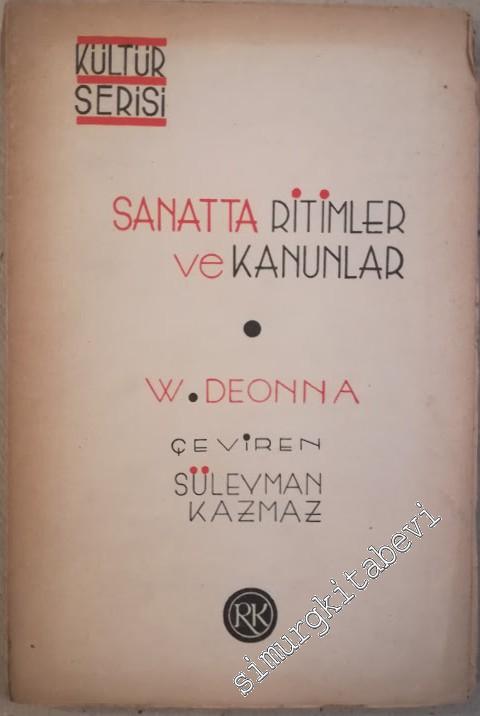 KÜLTÜR
SERİSİ
SANATTA RİTİMLER
ve KANUNLAR
W. DEONNA
ÇEVİREN
SÜLEYMAN
KAZMAZ
RK
simurgkitabevi